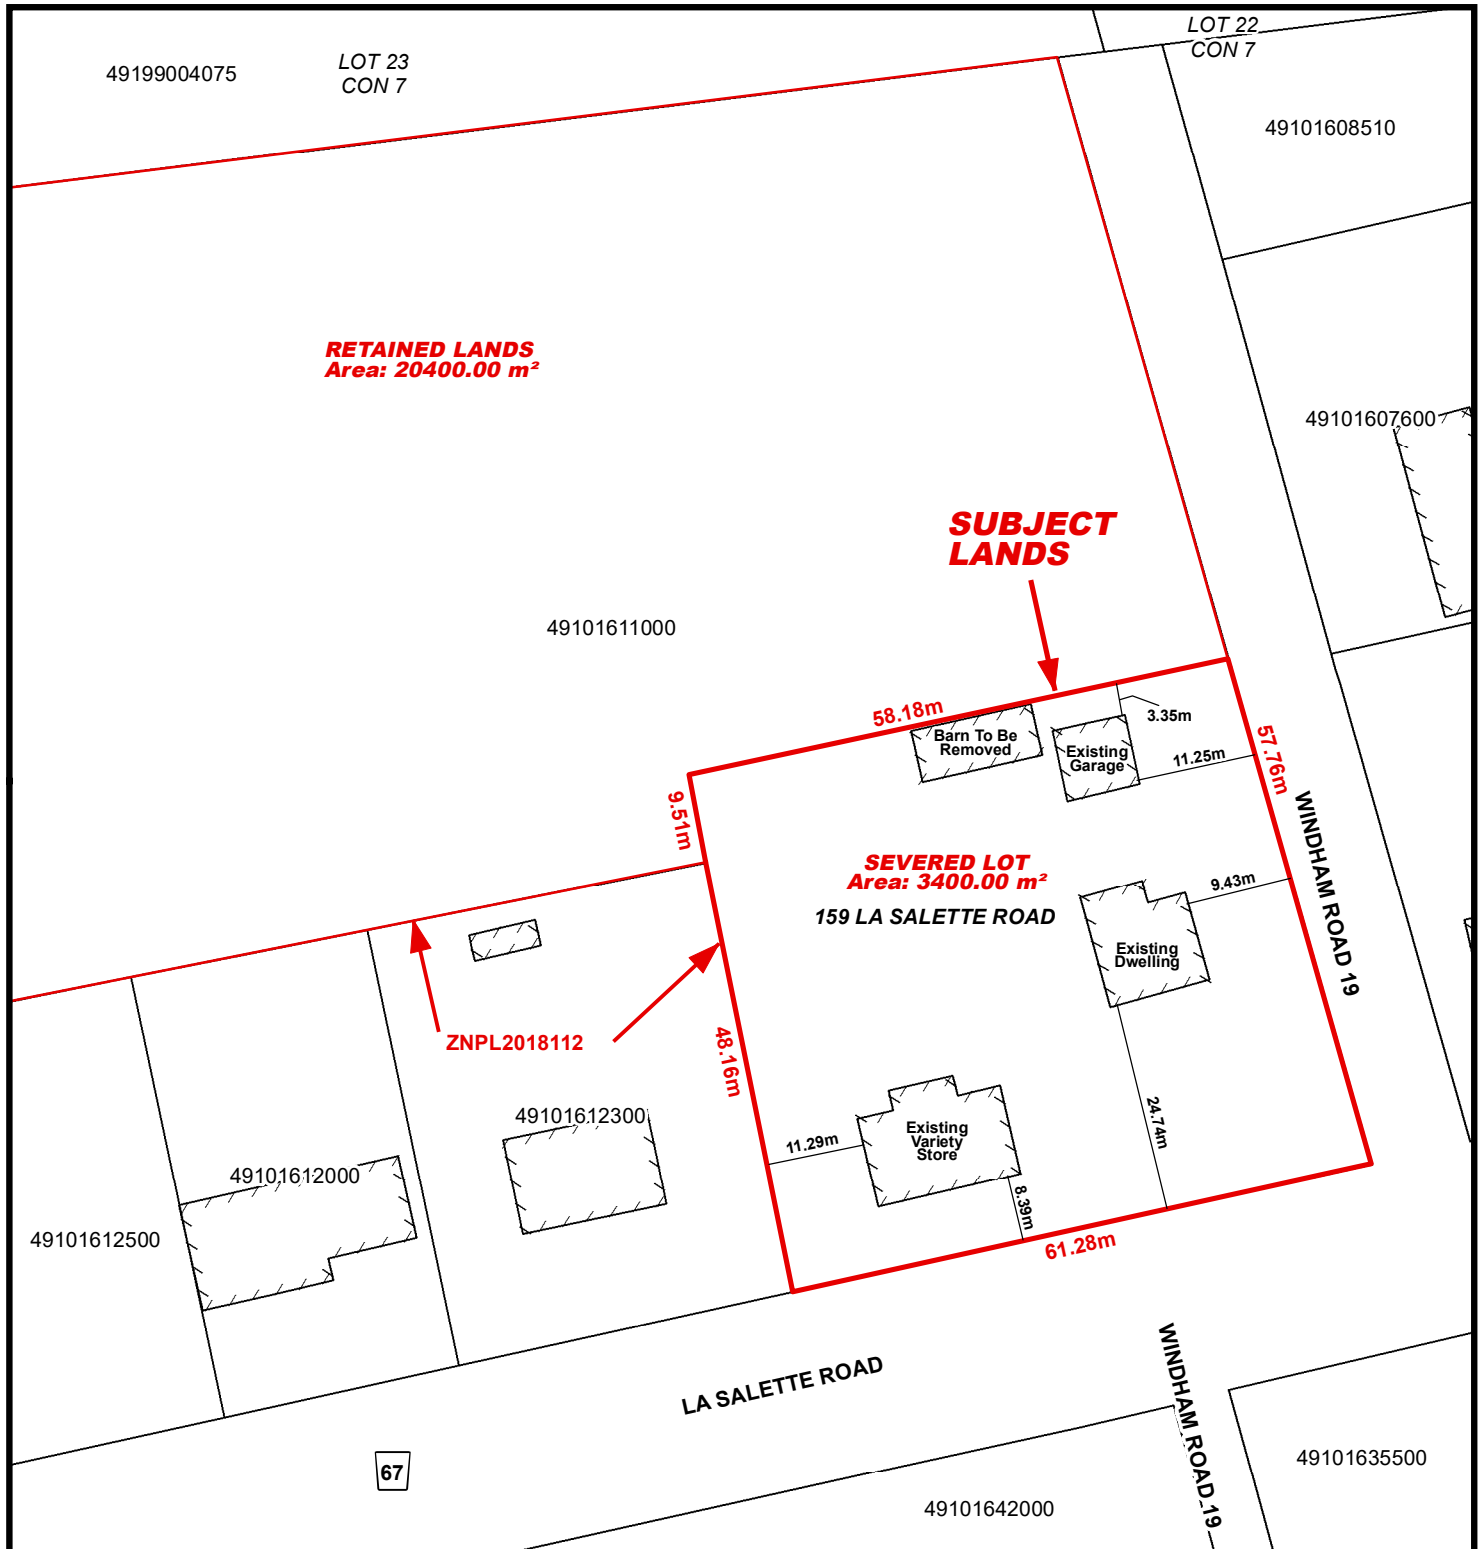 LOT 22
CON 7
49199004075
LOT 23
CON 7
49101608510
RETAINED LANDS
Area: 20400.00 m²
49101607600
SUBJECT
LANDS
49101611000
58.18m
3.35m
Barn To Be
Removed
Existing
Garage
11.25m
57.76m
9.51m
WINDHAM ROAD 19
SEVERED LOT
Area: 3400.00 m²
159 LA SALETTE ROAD
9.43m
Existing
Dwelling
ZNPL2018112
48.16m
49101612300
24.74m
Existing
Variety
Store
11.29m
49101612000
8.39m
49101612500
61.28m
LA SALETTE ROAD
WINDHAM ROAD 19
67
49101635500
49101642000